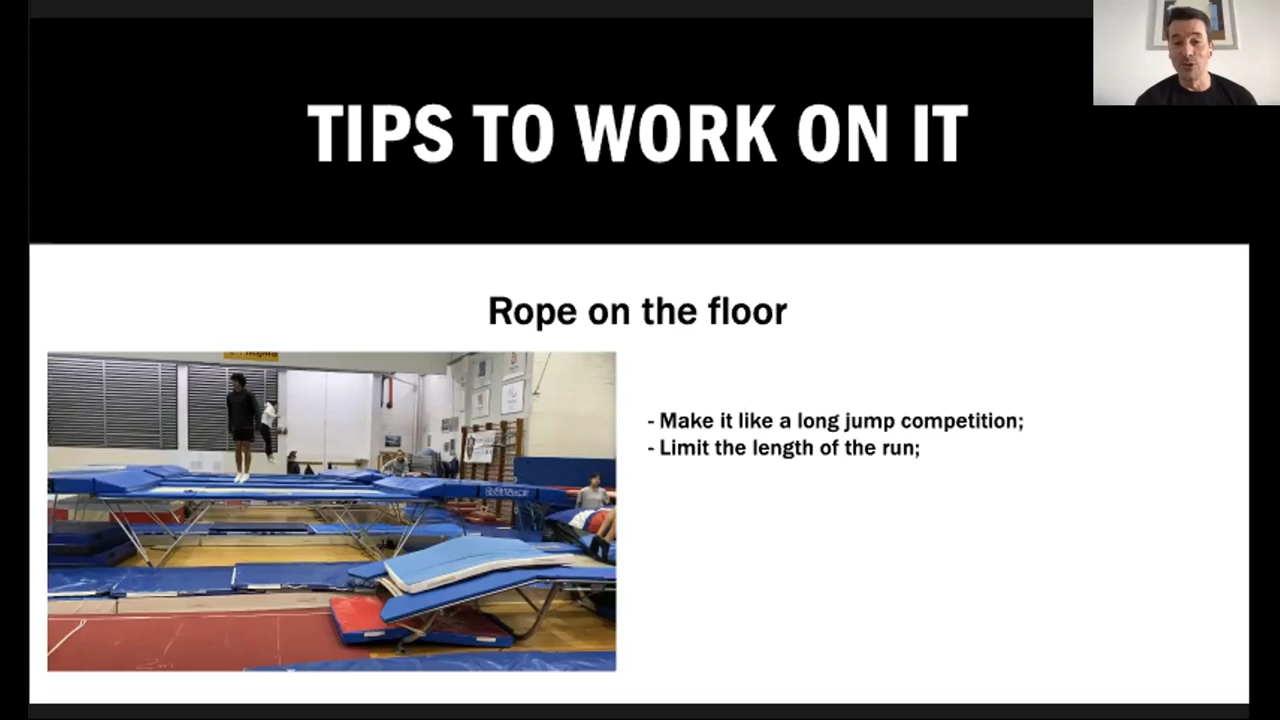 TIPS TO WORK ON IT
Rope on the floor
- Make it like a long jump competition;
- Limit the length of the run;